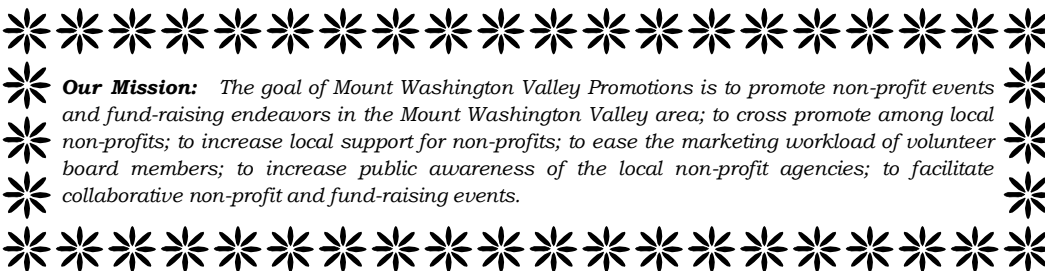 Our Mission: The goal of Mount Washington Valley Promotions is to promote non-profit events
and fund-raising endeavors in the Mount Washington Valley area; to cross promote among local
non-profits; to increase local support for non-profits; to ease the marketing workload of volunteer
board members; to increase public awareness of the local non-profit agencies; to facilitate
collaborative non-profit and fund-raising events.